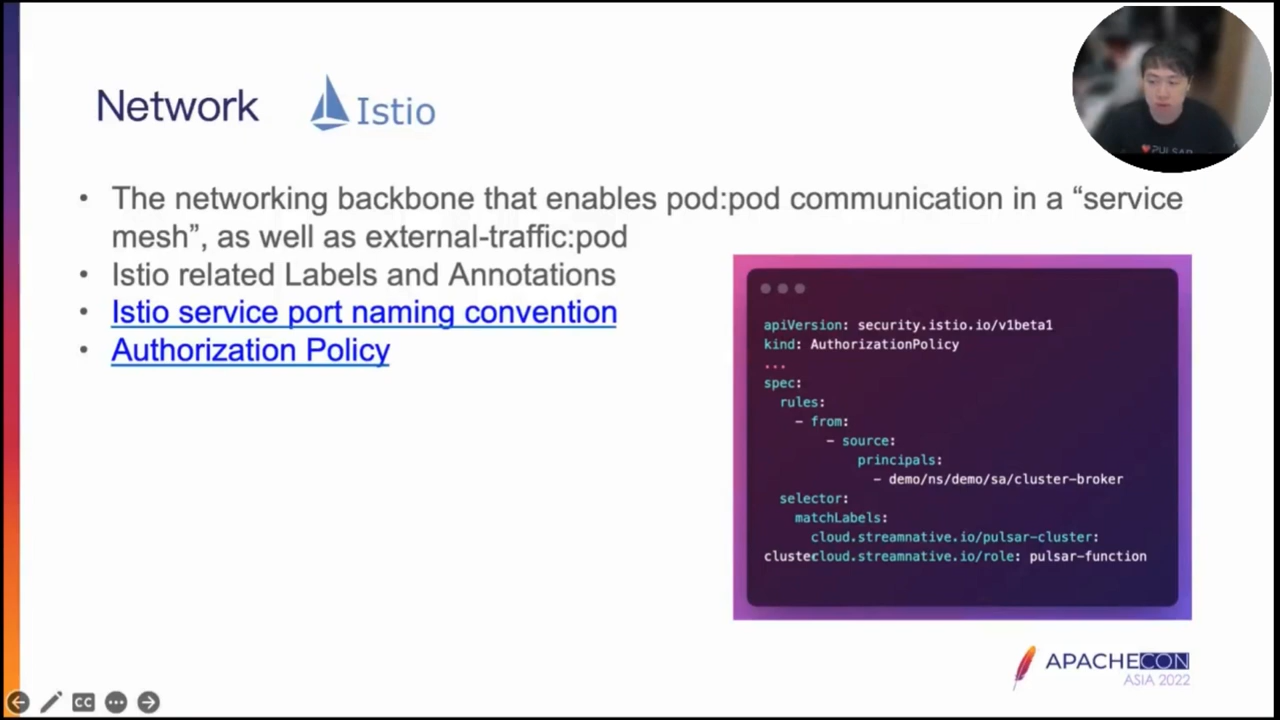 Network
Istio
• The networking backbone that enables pod:pod communication in a “service
mesh”, as well as external-traffic:pod
• Istio related Labels and Annotations
• Istio service port naming convention
• Authorization Policy
apiVersion: security.istio.io/v1beta1
kind: AuthorizationPolicy
...
spec:
rules:
- from:
- source:
principals:
- demo/ns/demo/sa/cluster-broker
selector:
matchLabels:
cloud.streamnative.io/pulsar-cluster:
clustercloud.streamnative.io/role: pulsar-function
PULSAR
APACHECON
ASIA 2022
CC